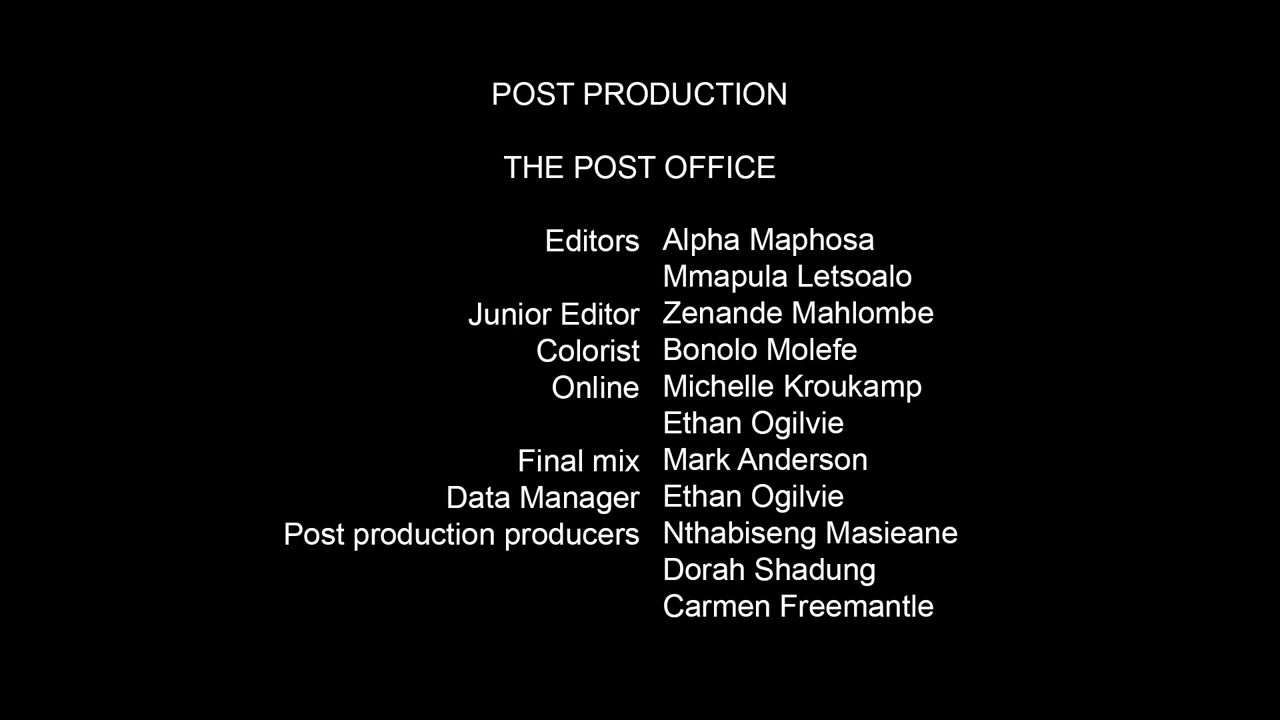 POST PRODUCTION
THE POST OFFICE
Editors Alpha Maphosa
Mmapula Letsoalo
Junior Editor Zenande Mahlombe
Colorist Bonolo Molefe
Online Michelle Kroukamp
Ethan Ogilvie
Final mix Mark Anderson
Data Manager Ethan Ogilvie
Post production producers Nthabiseng Masieane
Dorah Shadung
Carmen Freemantle